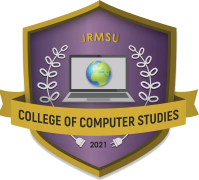 JRMSU
COLLEGE OF COMPUTER STUDIES
2021